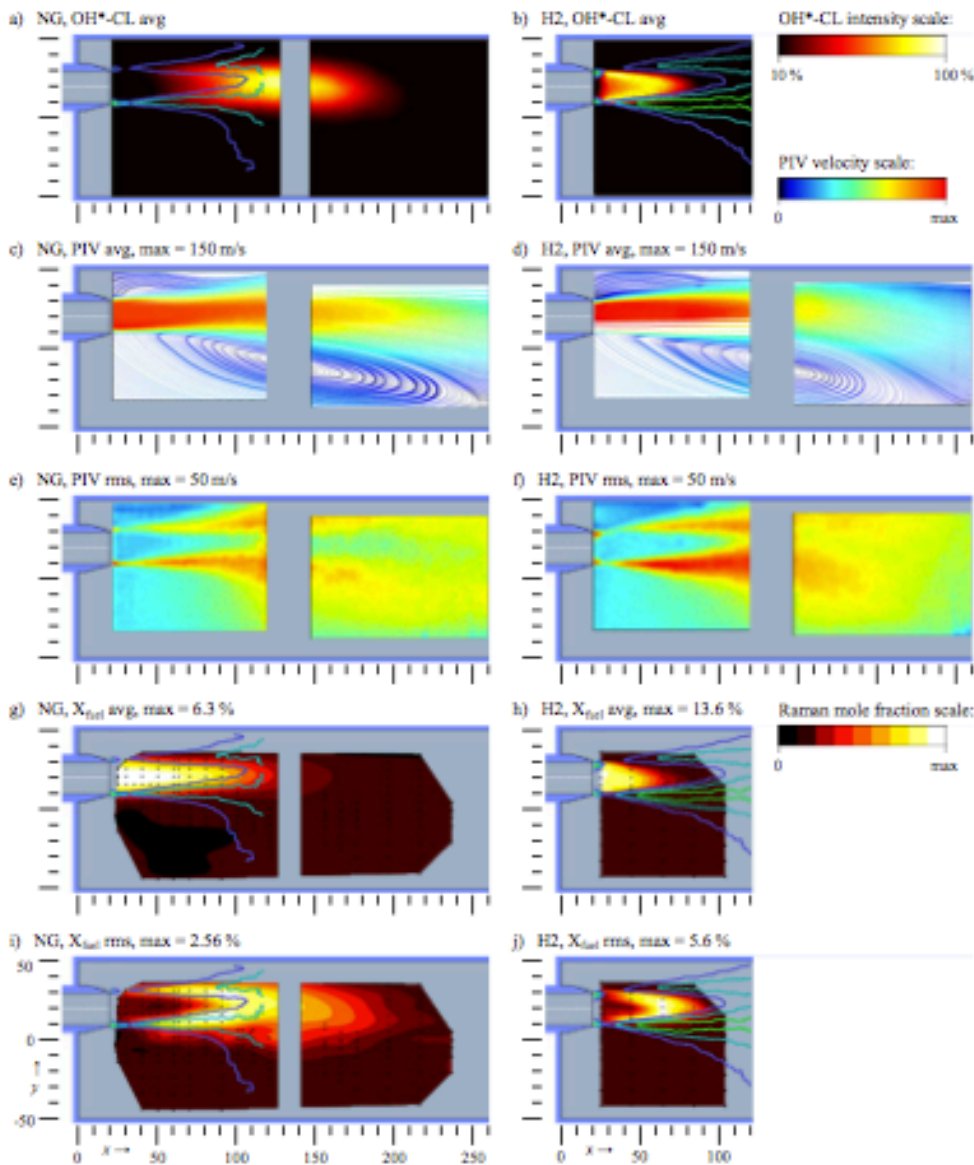 a) NG, OH*-CL avg
b) H2, OH*-CL avg
OH*-CL intensity scale:
10 % 100 %
PIV velocity scale:
0 max
c) NG, PIV avg, max = 150 m/s
d) H2, PIV avg, max = 150 m/s
e) NG, PIV rms, max = 50 m/s
f) H2, PIV rms, max = 50 m/s
g) NG, X_fuel avg, max = 6.3 %
h) H2, X_fuel avg, max = 13.6 %
Raman mole fraction scale:
0 max
i) NG, X_fuel rms, max = 2.56 %
j) H2, X_fuel rms, max = 5.6 %
50
0
↑
y
-50
x →
0 50 100 150 200 250
x →
0 50 100